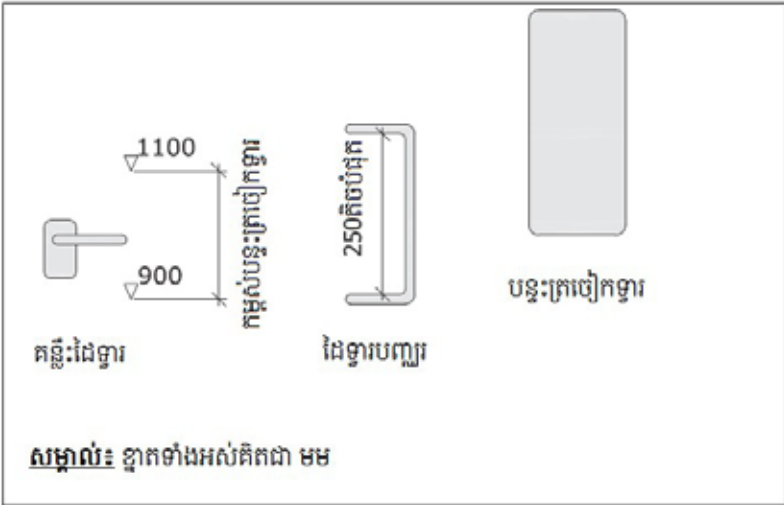 1100
900
កម្ពស់បន្ទះត្រចៀកទ្វារ
250តិចបំផុត
គន្លឹះដៃទ្វារ
ដៃទ្វារបញ្ឈរ
បន្ទះត្រចៀកទ្វារ
សម្គាល់៖ ខ្នាតទាំងអស់គិតជា មម